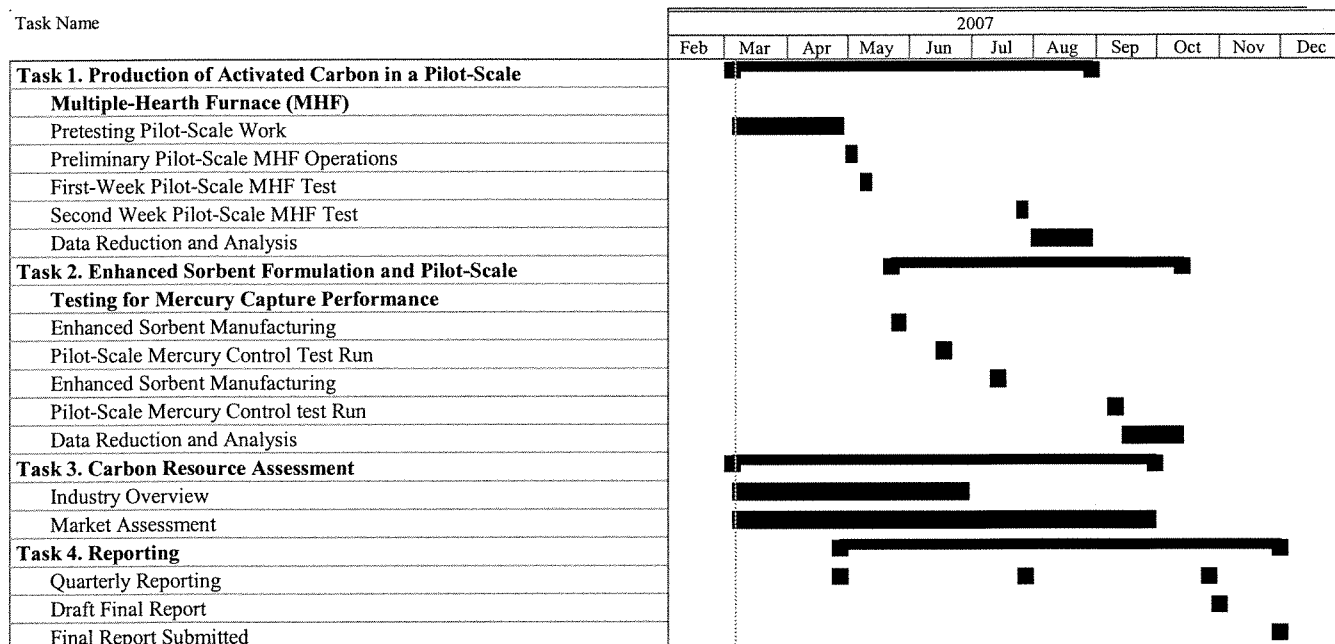 Task Name
2007
Feb Mar Apr May Jun Jul Aug Sep Oct Nov Dec
Task 1. Production of Activated Carbon in a Pilot-Scale
Multiple-Hearth Furnace (MHF)
Pretesting Pilot-Scale Work
Preliminary Pilot-Scale MHF Operations
First-Week Pilot-Scale MHF Test
Second Week Pilot-Scale MHF Test
Data Reduction and Analysis
Task 2. Enhanced Sorbent Formulation and Pilot-Scale
Testing for Mercury Capture Performance
Enhanced Sorbent Manufacturing
Pilot-Scale Mercury Control Test Run
Enhanced Sorbent Manufacturing
Pilot-Scale Mercury Control test Run
Data Reduction and Analysis
Task 3. Carbon Resource Assessment
Industry Overview
Market Assessment
Task 4. Reporting
Quarterly Reporting
Draft Final Report
Final Report Submitted